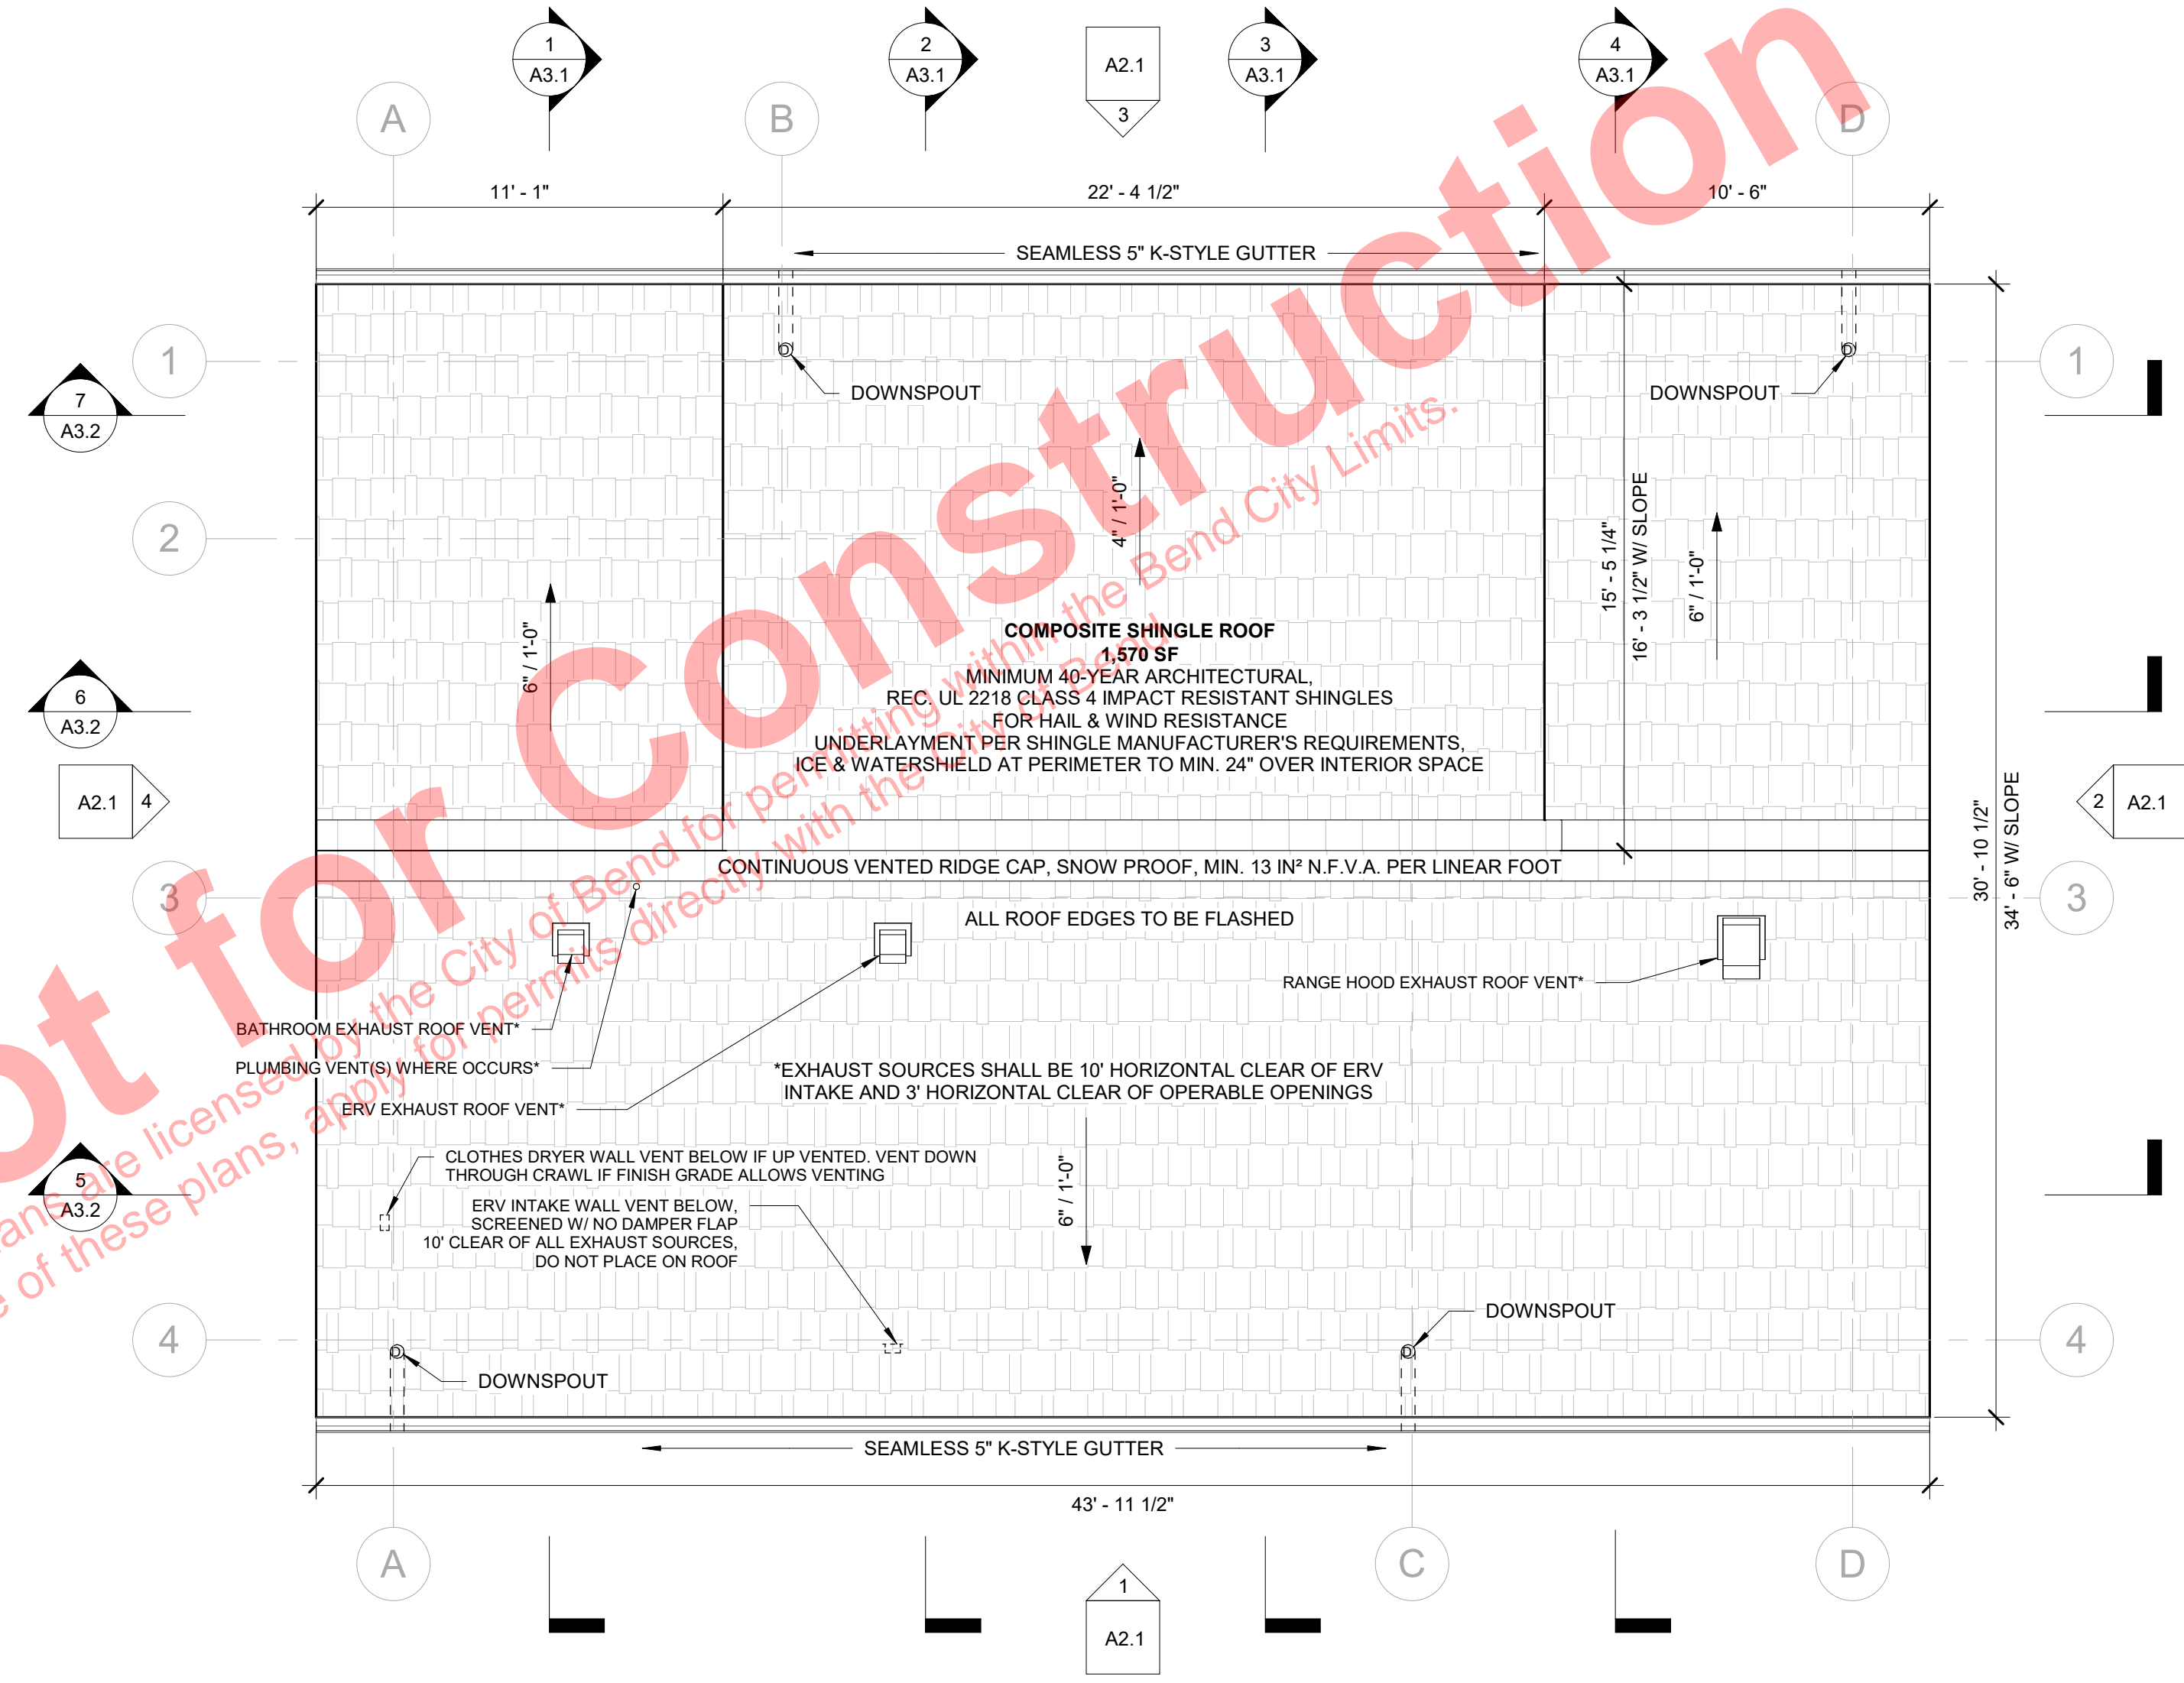 1
A3.1
2
A3.1
A2.1
3
3
A3.1
4
A3.1
A
B
D
11' - 1"
22' - 4 1/2"
10' - 6"
SEAMLESS 5" K-STYLE GUTTER
1
1
7
A3.2
D
DOWNSPOUT
D
DOWNSPOUT
2
4" / 1'-0"
6" / 1'-0"
15' - 5 1/4"
16' - 3 1/2" W/ SLOPE
6" / 1'-0"
COMPOSITE SHINGLE ROOF
1,570 SF
MINIMUM 40-YEAR ARCHITECTURAL,
REC. UL 2218 CLASS 4 IMPACT RESISTANT SHINGLES
FOR HAIL & WIND RESISTANCE
UNDERLAYMENT PER SHINGLE MANUFACTURER'S REQUIREMENTS,
ICE & WATERSHIELD AT PERIMETER TO MIN. 24" OVER INTERIOR SPACE
6
A3.2
A2.1
4
2
A2.1
30' - 10 1/2"
34' - 6" W/ SLOPE
CONTINUOUS VENTED RIDGE CAP, SNOW PROOF, MIN. 13 IN² N.F.V.A. PER LINEAR FOOT
3
3
ALL ROOF EDGES TO BE FLASHED
RANGE HOOD EXHAUST ROOF VENT*
BATHROOM EXHAUST ROOF VENT*
PLUMBING VENT(S) WHERE OCCURS*
ERV EXHAUST ROOF VENT*
*EXHAUST SOURCES SHALL BE 10' HORIZONTAL CLEAR OF ERV
INTAKE AND 3' HORIZONTAL CLEAR OF OPERABLE OPENINGS
CLOTHES DRYER WALL VENT BELOW IF UP VENTED. VENT DOWN
THROUGH CRAWL IF FINISH GRADE ALLOWS VENTING
6" / 1'-0"
ERV INTAKE WALL VENT BELOW,
SCREENED W/ NO DAMPER FLAP
10' CLEAR OF ALL EXHAUST SOURCES,
DO NOT PLACE ON ROOF
5
A3.2
4
4
D
DOWNSPOUT
D
DOWNSPOUT
SEAMLESS 5" K-STYLE GUTTER
43' - 11 1/2"
A
C
D
1
A2.1
ot for Construction
are licensed by the City of Bend for permitting within the Bend City Limits.
of these plans, apply for permits directly with the City of Bend.